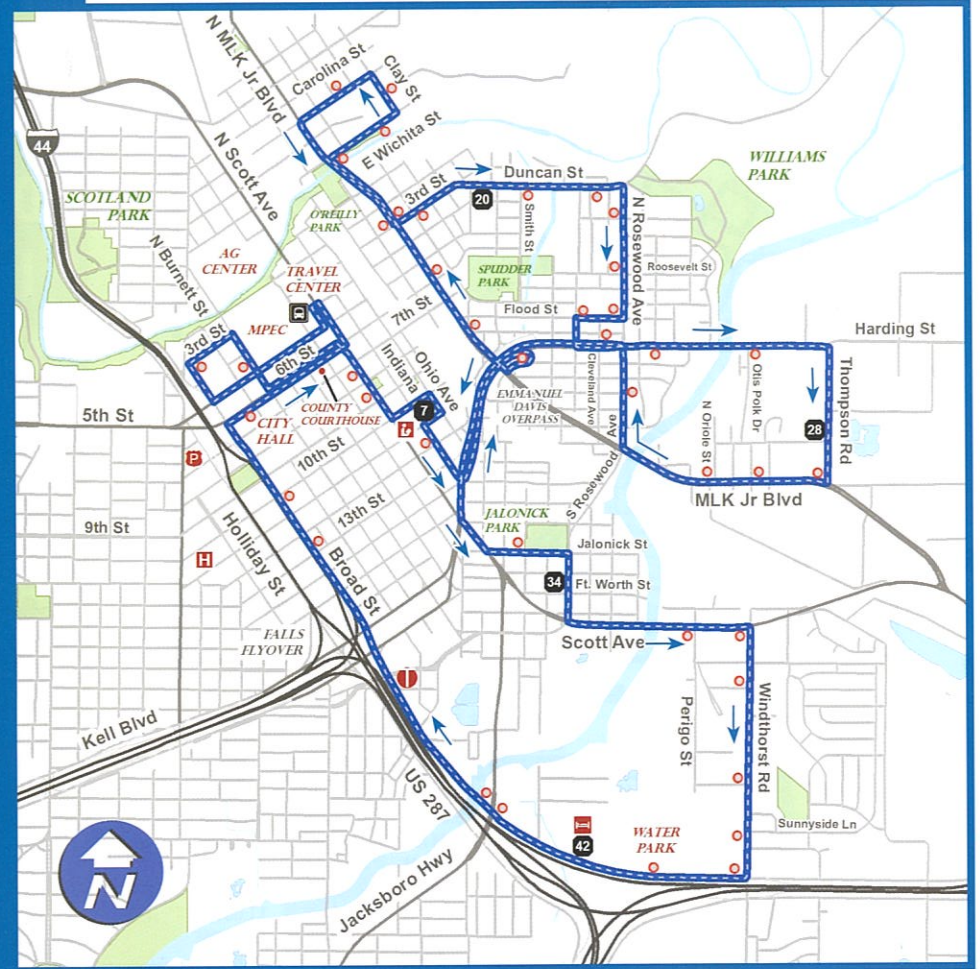 N MLK Jr Blvd
Carolina St
Clay St
E Wichita St
44
N Scott Ave
WILLIAMS
PARK
3rd St
Duncan St
20
SCOTLAND
PARK
O'REILLY
PARK
Smith St
N Rosewood Ave
N Burnett St
AG
CENTER
TRAVEL
CENTER
SPUDDER
PARK
Roosevelt St
7th St
Flood St
MPEC
3rd St
6th St
Harding St
Indiana
Ohio Ave
Cleveland Ave
Otis Polk Dr
Thompson Rd
EMMANUEL
DAVIS
OVERPASS
5th St
COUNTY
COURTHOUSE
7
CITY
HALL
N Oriole St
28
Ave
S Rosewood
10th St
P
MLK Jr Blvd
9th St
13th St
JALONICK
PARK
Holliday St
Jalonick St
H
34
Ft. Worth St
Broad St
FALLS
FLYOVER
Scott Ave
Perigo St
Windthorst Rd
Kell Blvd
US 287
Sunnyside Ln
WATER
PARK
42
Jacksboro Hwy
N